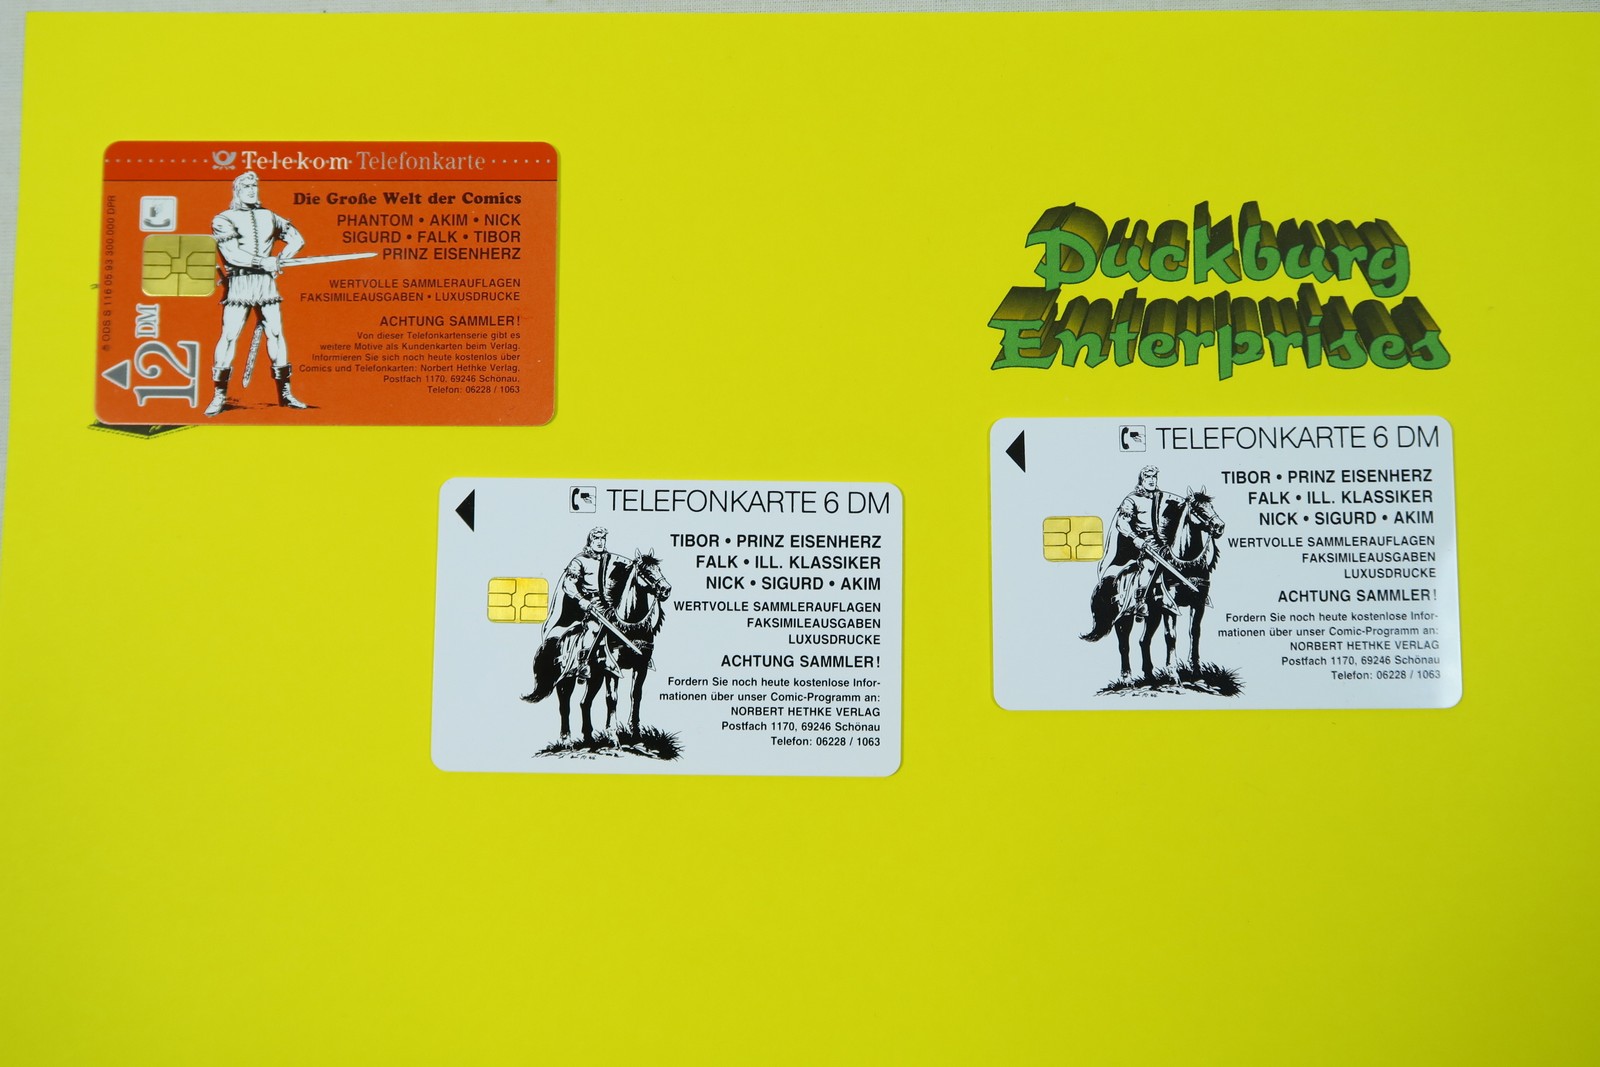 Telekom Telefonkarte
Die Große Welt der Comics
PHANTOM • AKIM • NICK
SIGURD • FALK • TIBOR
PRINZ EISENHERZ
WERTVOLLE SAMMLERAUFLAGEN
FAKSIMILEAUSGABEN • LUXUSDRUCKE
ACHTUNG SAMMLER!
Von dieser Telefonkartenserie gibt es
weitere Motive als Kundenkarten beim Verlag.
Informieren Sie sich noch heute kostenlos über
Comics und Telefonkarten: Norbert Hethke Verlag,
Postfach 1170, 69246 Schönau,
Telefon: 06228 / 1063
12 DM
S 116 05.93 300.000 DPR
Duckburg
Enterprises
TELEFONKARTE 6 DM
TIBOR • PRINZ EISENHERZ
FALK • ILL. KLASSIKER
NICK • SIGURD • AKIM
WERTVOLLE SAMMLERAUFLAGEN
FAKSIMILEAUSGABEN
LUXUSDRUCKE
ACHTUNG SAMMLER!
Fordern Sie noch heute kostenlose Infor-
mationen über unser Comic-Programm an:
NORBERT HETHKE VERLAG
Postfach 1170, 69246 Schönau
Telefon: 06228 / 1063
TELEFONKARTE 6 DM
TIBOR • PRINZ EISENHERZ
FALK • ILL. KLASSIKER
NICK • SIGURD • AKIM
WERTVOLLE SAMMLERAUFLAGEN
FAKSIMILEAUSGABEN
LUXUSDRUCKE
ACHTUNG SAMMLER!
Fordern Sie noch heute kostenlose Infor-
mationen über unser Comic-Programm an:
NORBERT HETHKE VERLAG
Postfach 1170, 69246 Schönau
Telefon: 06228 / 1063